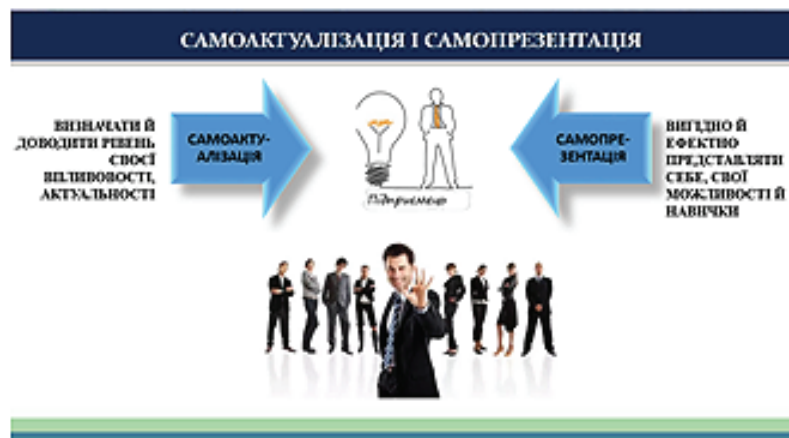 САМОАКТУАЛІЗАЦІЯ І САМОПРЕЗЕНТАЦІЯ
ВИЗНАЧАТИ Й
ДОВОДИТИ РІВЕНЬ
СВОЄЇ
ВПЛИВОВОСТІ,
АКТУАЛЬНОСТІ
САМОАКТУ-
АЛІЗАЦІЯ
Підприємець
САМОПРЕ-
ЗЕНТАЦІЯ
ВИГІДНО Й
ЕФЕКТНО
ПРЕДСТАВЛЯТИ
СЕБЕ, СВОЇ
МОЖЛИВОСТІ Й
НАВИЧКИ